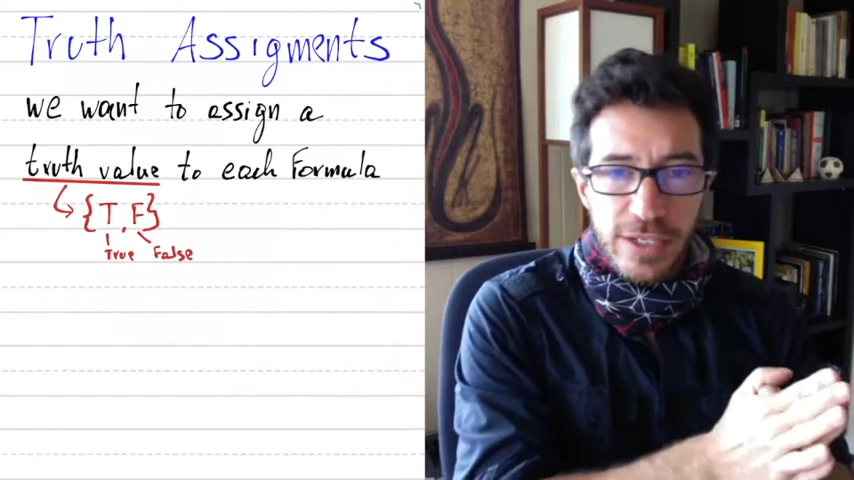 Truth Assigments
we want to assign a
truth value to each Formula
{T, F}
True False